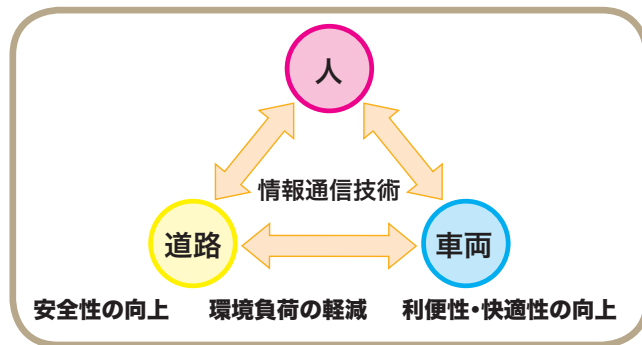 人
情報通信技術
道路
車両
安全性の向上 環境負荷の軽減 利便性・快適性の向上